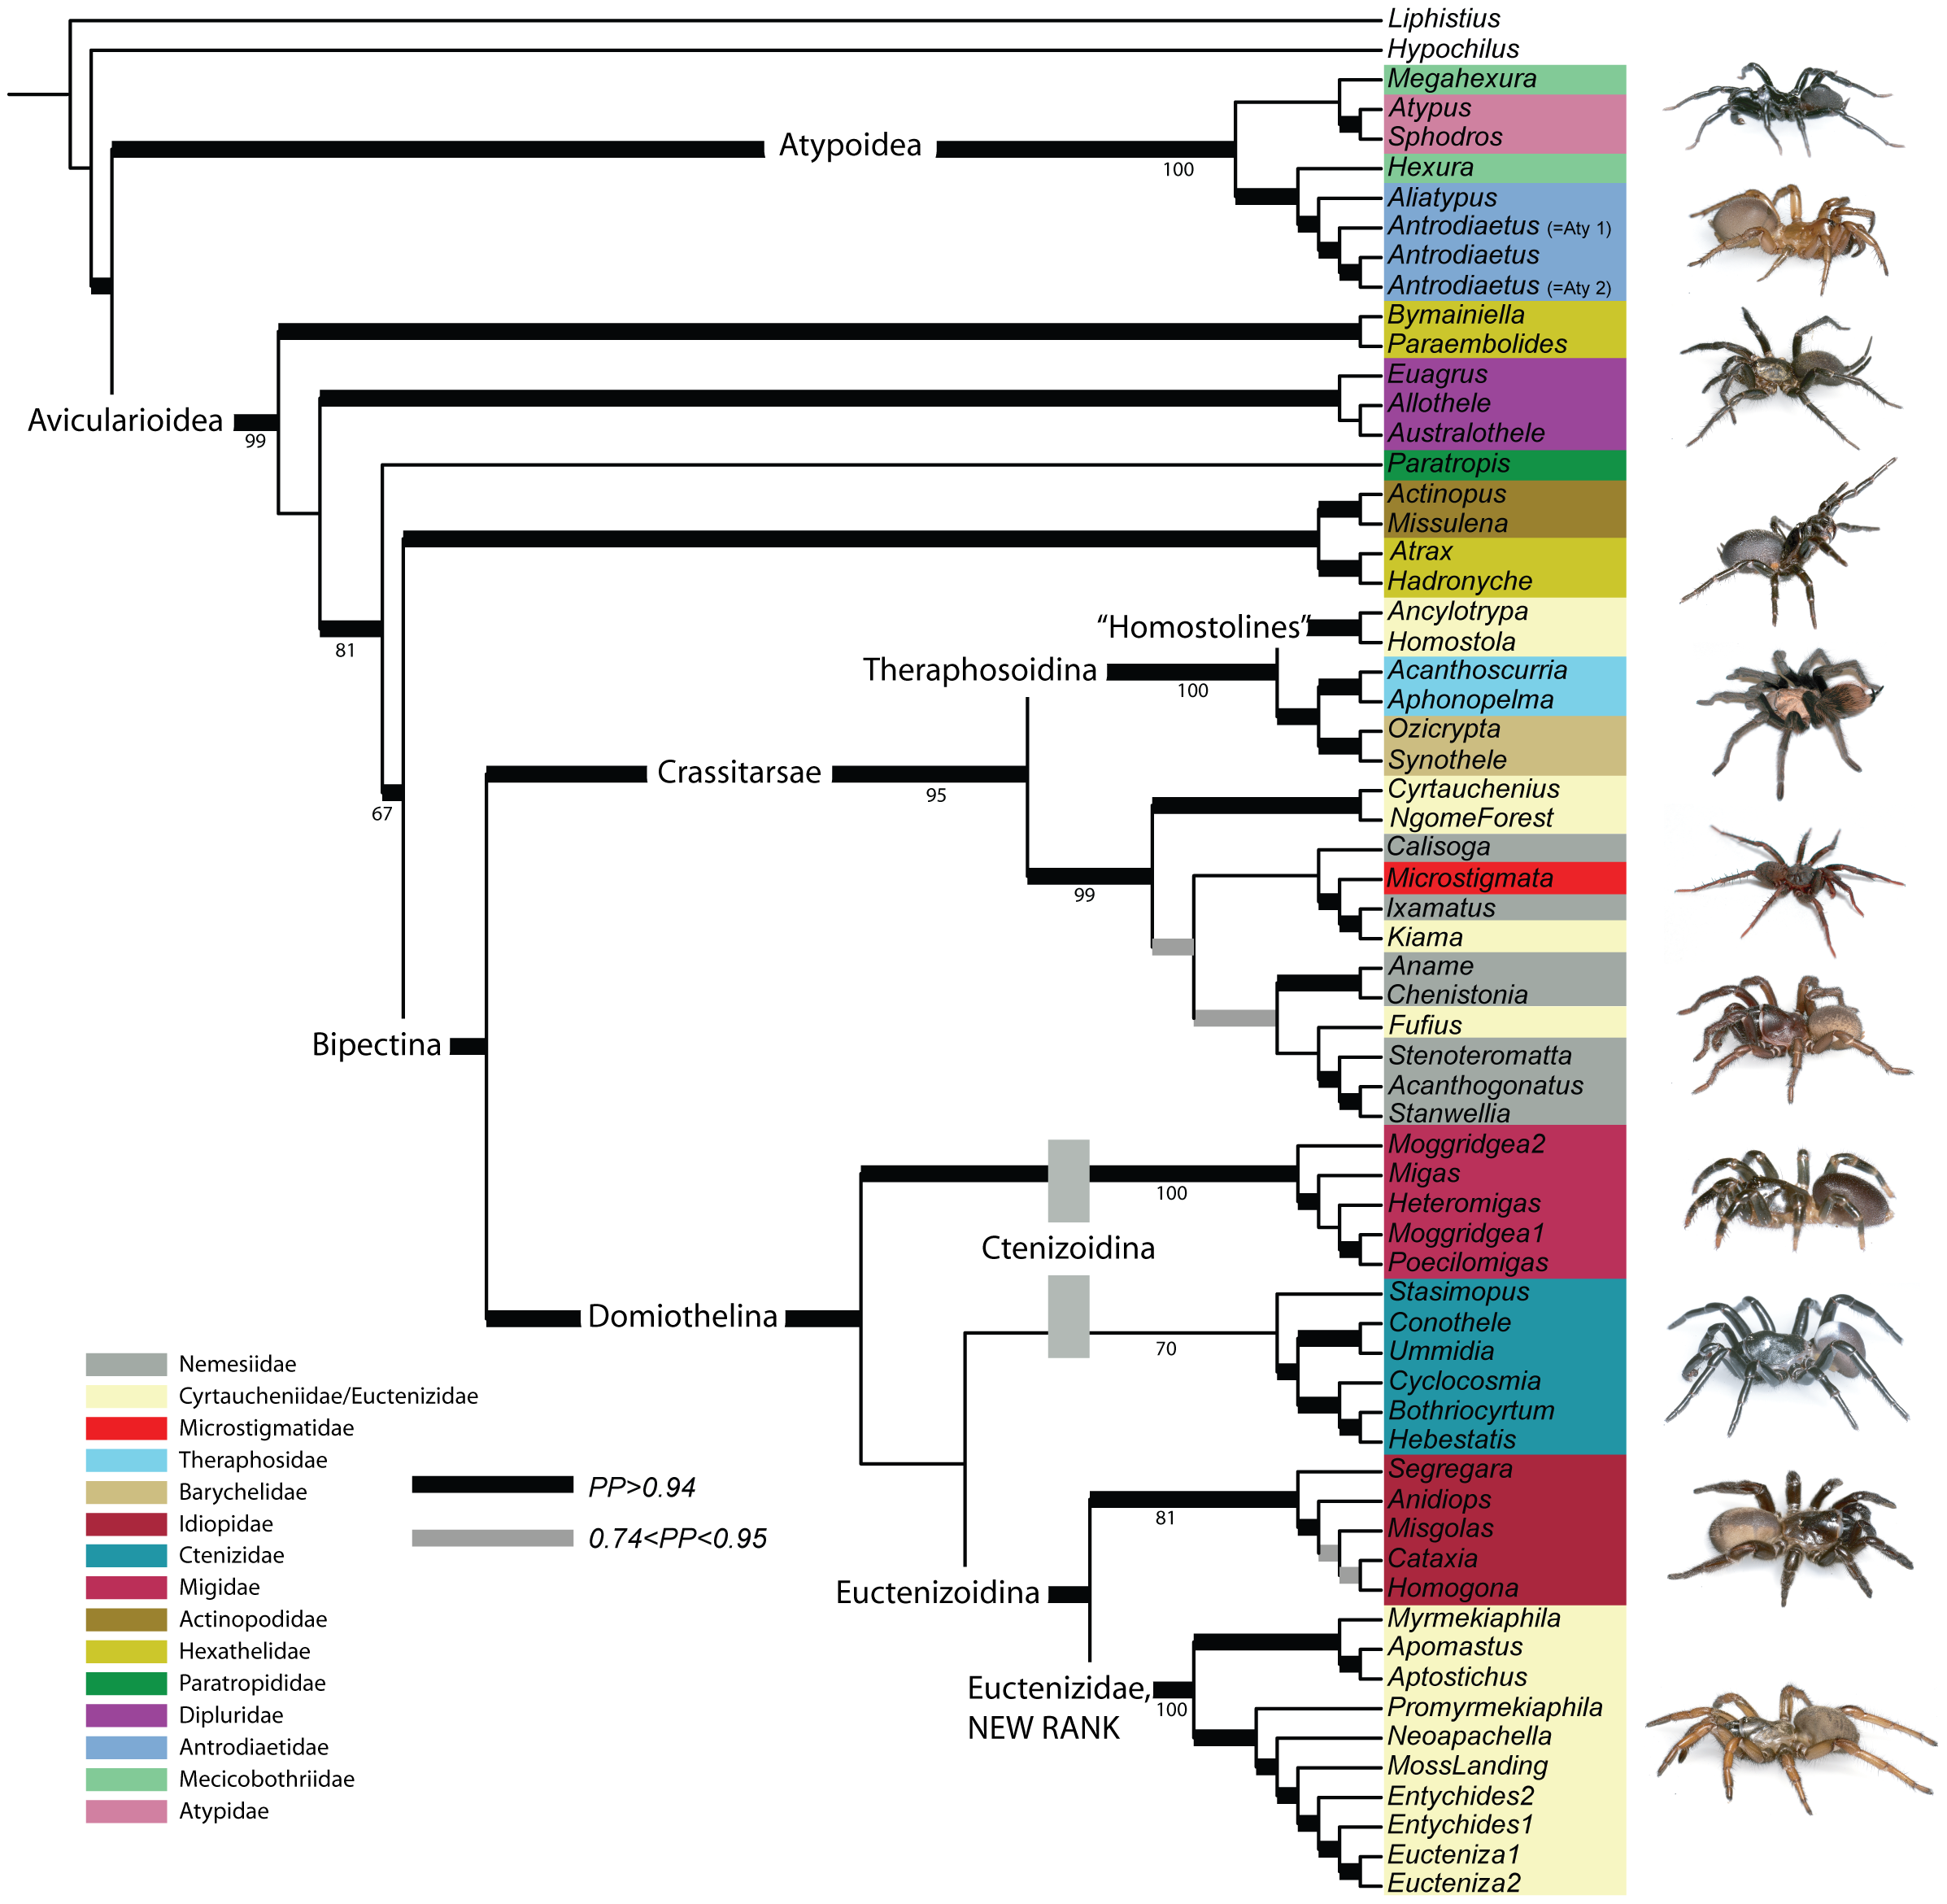 Liphistius
Hypochilus
Megahexura
Atypus
Sphodros
Atypoidea
100
Hexura
Aliatypus
Antrodiaetus (=Aty 1)
Antrodiaetus
Antrodiaetus (=Aty 2)
Bymainiella
Paraembolides
Euagrus
Allothele
Australothele
Avicularioidea
99
Paratropis
Actinopus
Missulena
Atrax
Hadronyche
81
Ancylotrypa
Homostola
“Homostolines”
Theraphosoidina
100
Acanthoscurria
Aphonopelma
Ozicrypta
Synothele
Crassitarsae
95
67
Cyrtauchenius
NgomeForest
Calisoga
Microstigmata
Ixamatus
Kiama
99
Aname
Chenistonia
Fufius
Stenoteromatta
Acanthogonatus
Stanwellia
Bipectina
Moggridgea2
Migas
Heteromigas
Moggridgea1
Poecilomigas
100
Ctenizoidina
Domiothelina
Stasimopus
Conothele
Ummidia
Cyclocosmia
Bothriocyrtum
Hebestatis
70
Segregara
Anidiops
Misgolas
Cataxia
Homogona
81
Euctenizoidina
Myrmekiaphila
Apomastus
Aptostichus
Promyrmekiaphila
Neoapachella
MossLanding
Entychides2
Entychides1
Eucteniza1
Eucteniza2
Euctenizidae,
NEW RANK
100
Nemesiidae
Cyrtaucheniidae/Euctenizidae
Microstigmatidae
Theraphosidae
Barychelidae
Idiopidae
Ctenizidae
Migidae
Actinopodidae
Hexathelidae
Paratropididae
Dipluridae
Antrodiaetidae
Mecicobothriidae
Atypidae
PP>0.94
0.74<PP<0.95